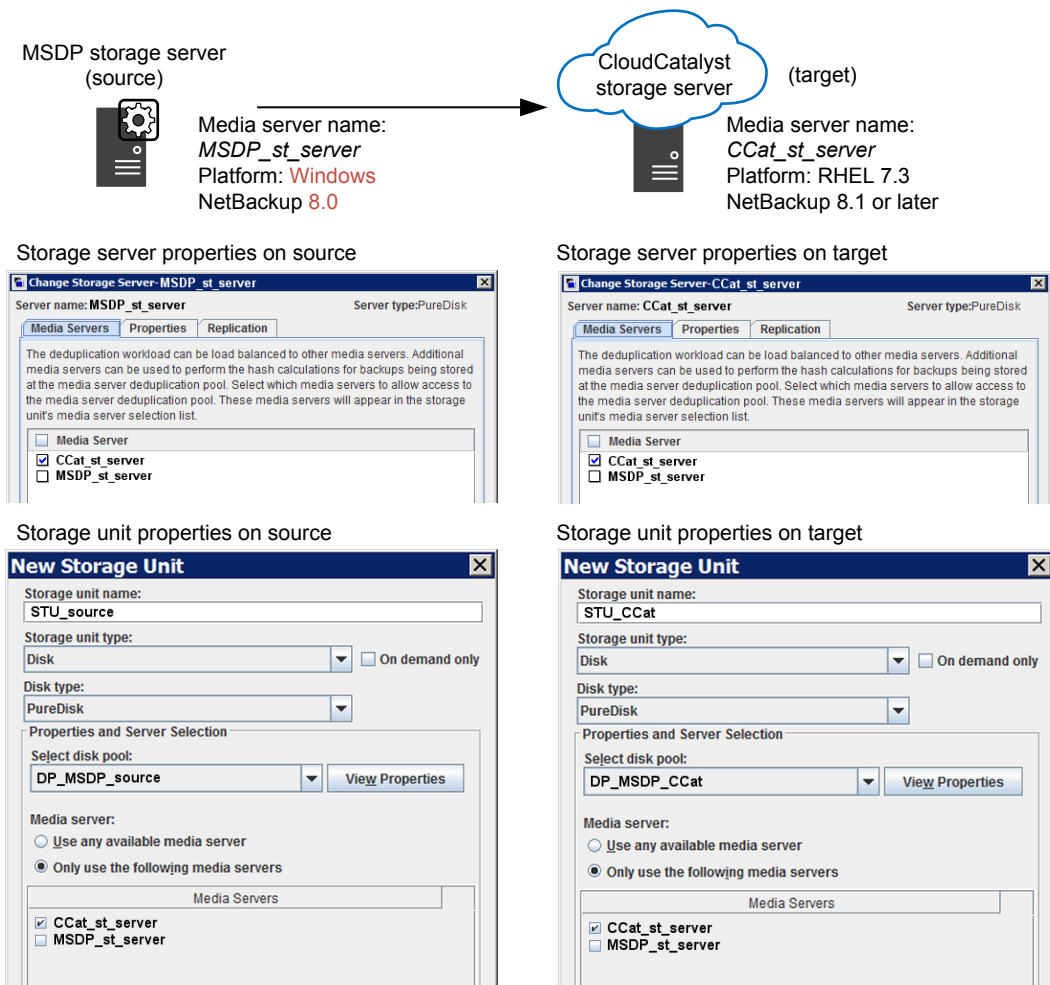 MSDP storage server
(source)
CloudCatalyst
storage server
(target)
Media server name:
MSDP_st_server
Platform: Windows
NetBackup 8.0
Media server name:
CCat_st_server
Platform: RHEL 7.3
NetBackup 8.1 or later
Storage server properties on source
Change Storage Server-MSDP_st_server
Server name: MSDP_st_server Server type:PureDisk
Media Servers Properties Replication
The deduplication workload can be load balanced to other media servers. Additional
media servers can be used to perform the hash calculations for backups being stored
at the media server deduplication pool. Select which media servers to allow access to
the media server deduplication pool. These media servers will appear in the storage
unit's media server selection list.
Media Server
CCat_st_server
MSDP_st_server
Storage server properties on target
Change Storage Server-CCat_st_server
Server name: CCat_st_server Server type:PureDisk
Media Servers Properties Replication
The deduplication workload can be load balanced to other media servers. Additional
media servers can be used to perform the hash calculations for backups being stored
at the media server deduplication pool. Select which media servers to allow access to
the media server deduplication pool. These media servers will appear in the storage
unit's media server selection list.
Media Server
CCat_st_server
MSDP_st_server
Storage unit properties on source
New Storage Unit
Storage unit name:
STU_source
Storage unit type:
Disk On demand only
Disk type:
PureDisk
Properties and Server Selection
Select disk pool:
DP_MSDP_source View Properties
Media server:
Use any available media server
Only use the following media servers
Media Servers
CCat_st_server
MSDP_st_server
Storage unit properties on target
New Storage Unit
Storage unit name:
STU_CCat
Storage unit type:
Disk On demand only
Disk type:
PureDisk
Properties and Server Selection
Select disk pool:
DP_MSDP_CCat View Properties
Media server:
Use any available media server
Only use the following media servers
Media Servers
CCat_st_server
MSDP_st_server